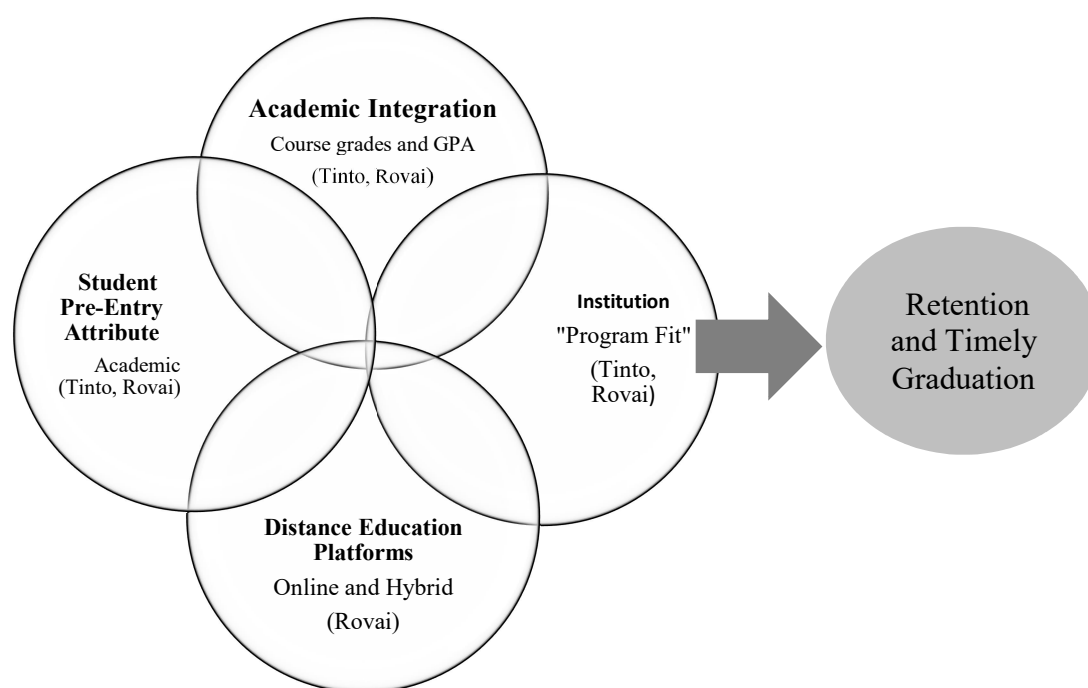 Academic Integration
Course grades and GPA
(Tinto, Rovai)
Student
Pre-Entry
Attribute
Academic
(Tinto, Rovai)
Institution
"Program Fit"
(Tinto,
Rovai)
Distance Education
Platforms
Online and Hybrid
(Rovai)
Retention
and Timely
Graduation